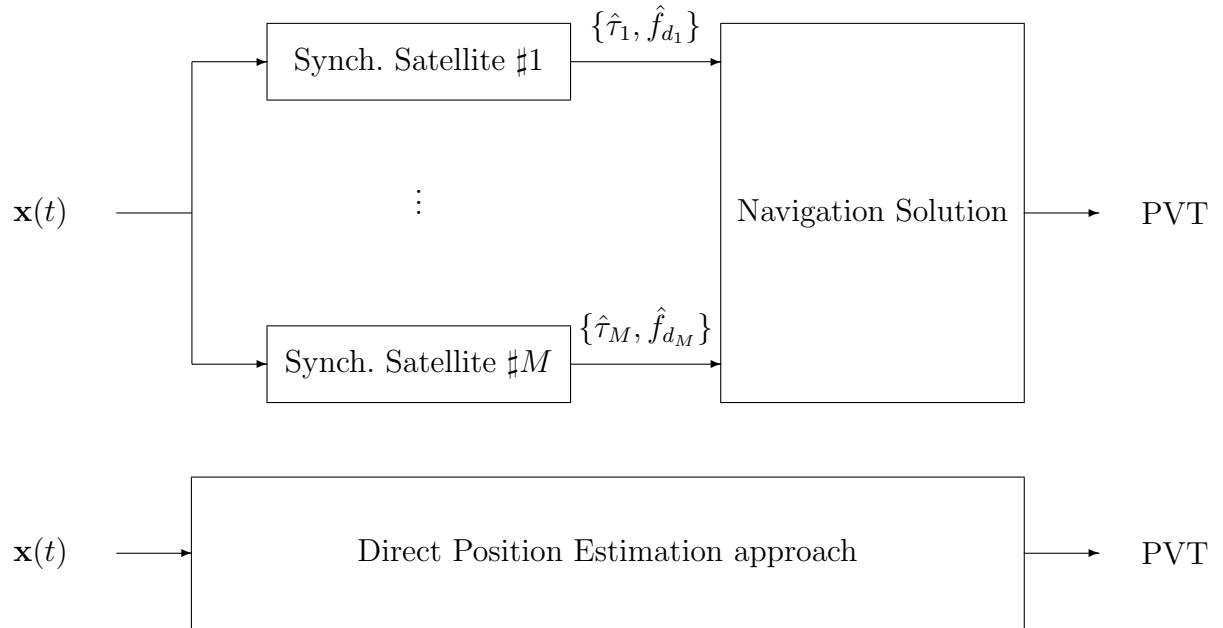 {τ̂₁, f̂_{d₁}}
Synch. Satellite ♯1
⋮
x(t)
Navigation Solution
PVT
{τ̂_M, f̂_{d_M}}
Synch. Satellite ♯M
x(t)
Direct Position Estimation approach
PVT